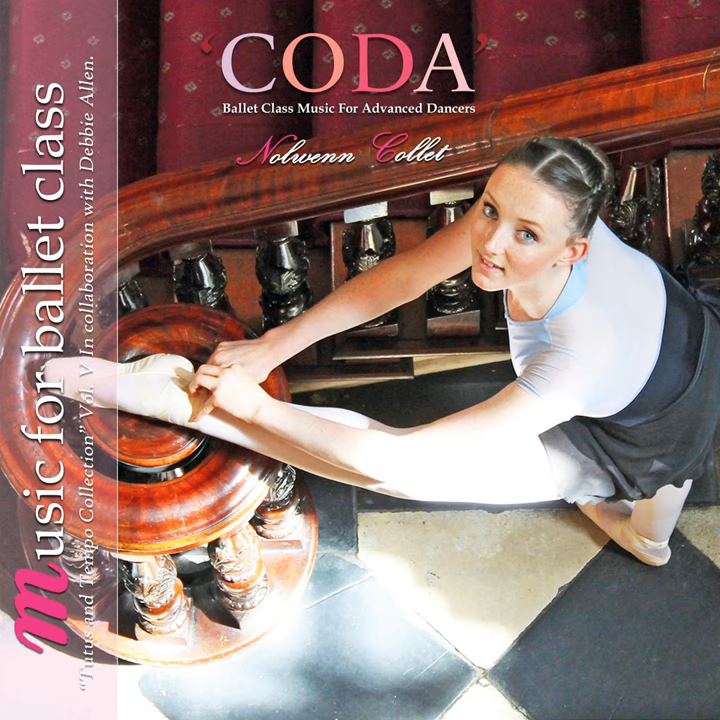 ‘CODA’
Ballet Class Music For Advanced Dancers
Nolwenn Collet
Music for ballet class
“Tutus and Tempo Collection” Vol. V In collaboration with Debbie Allen.